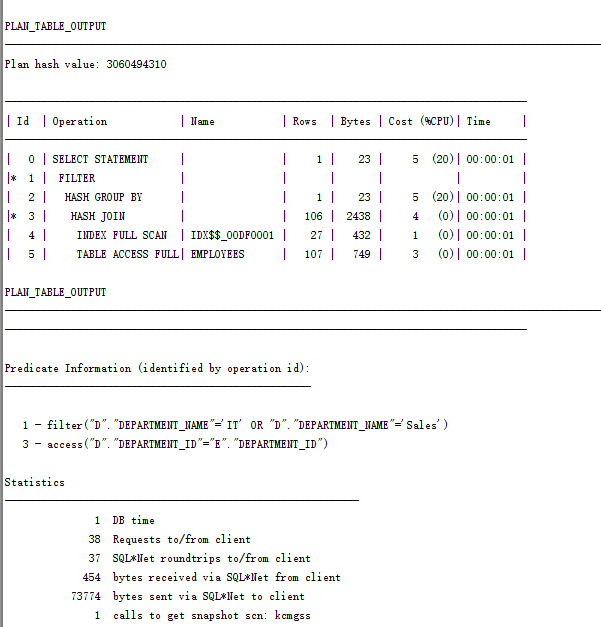 PLAN_TABLE_OUTPUT
Plan hash value: 3060494310
| Id | Operation | Name | Rows | Bytes | Cost (%CPU)| Time |
| 0 | SELECT STATEMENT | | 1 | 23 | 5 (20)| 00:00:01 |
|* 1 | FILTER | | | | | |
| 2 | HASH GROUP BY | | 1 | 23 | 5 (20)| 00:00:01 |
|* 3 | HASH JOIN | | 106 | 2438 | 4 (0)| 00:00:01 |
| 4 | INDEX FULL SCAN | IDX$$_00DF0001 | 27 | 432 | 1 (0)| 00:00:01 |
| 5 | TABLE ACCESS FULL| EMPLOYEES | 107 | 749 | 3 (0)| 00:00:01 |
PLAN_TABLE_OUTPUT
Predicate Information (identified by operation id):
1 - filter("D"."DEPARTMENT_NAME"='IT' OR "D"."DEPARTMENT_NAME"='Sales')
3 - access("D"."DEPARTMENT_ID"="E"."DEPARTMENT_ID")
Statistics
1 DB time
38 Requests to/from client
37 SQL*Net roundtrips to/from client
454 bytes received via SQL*Net from client
73774 bytes sent via SQL*Net to client
1 calls to get snapshot scn: kcmgss